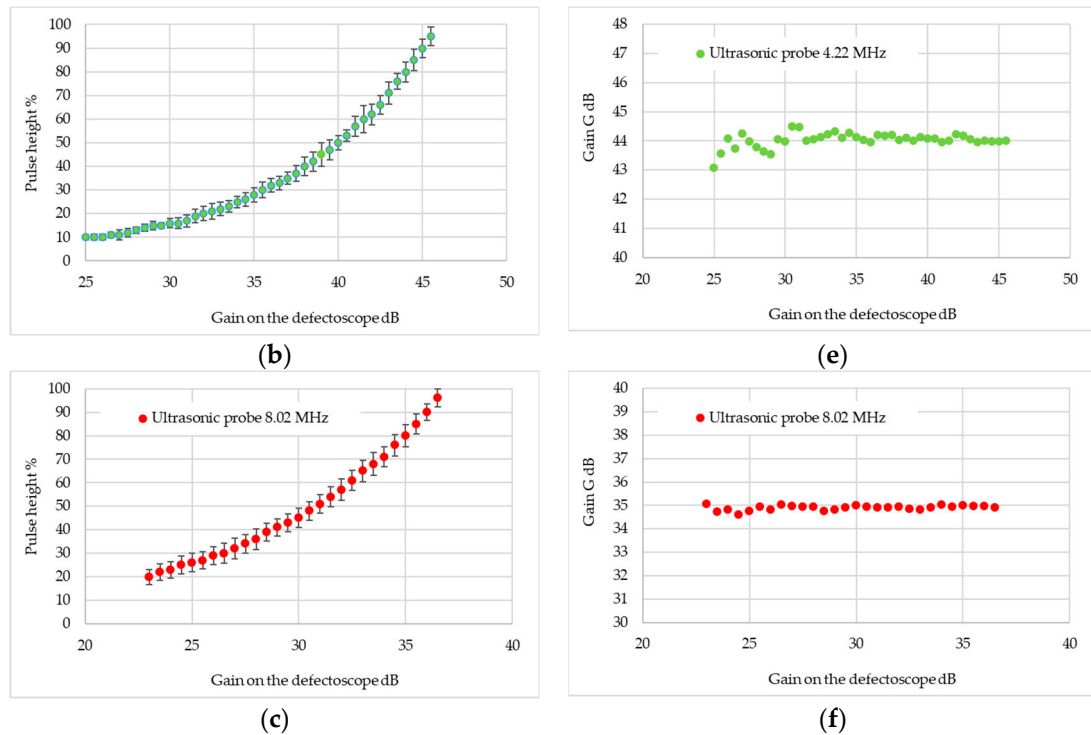 100
90
80
70
60
50
40
30
20
10
0
Pulse height %
25 30 35 40 45 50
Gain on the defectoscope dB
(b)
48
47
46
45
44
43
42
41
40
Gain G dB
Ultrasonic probe 4.22 MHz
20 25 30 35 40 45 50
Gain on the defectoscope dB
(e)
100
90
80
70
60
50
40
30
20
10
0
Pulse height %
Ultrasonic probe 8.02 MHz
20 25 30 35 40
Gain on the defectoscope dB
(c)
40
39
38
37
36
35
34
33
32
31
30
Gain G dB
Ultrasonic probe 8.02 MHz
20 25 30 35 40
Gain on the defectoscope dB
(f)